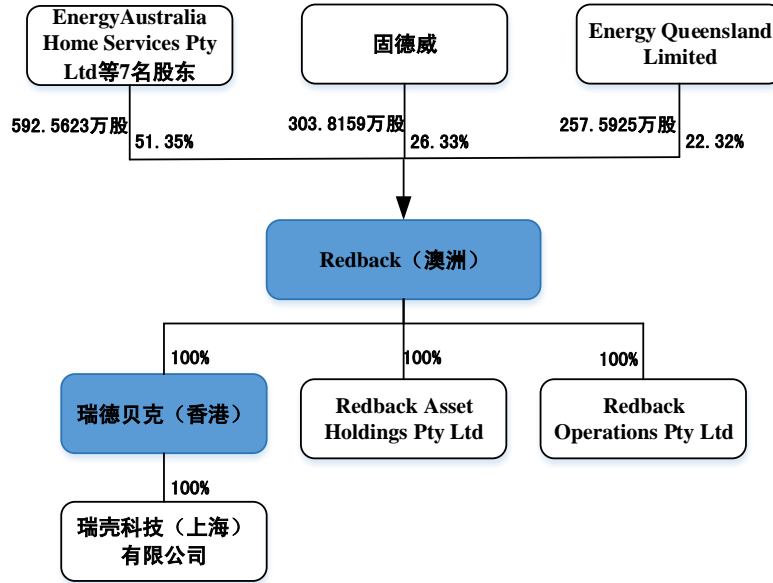 EnergyAustralia
Home Services Pty
Ltd等7名股东
固德威
Energy Queensland
Limited
592.5623万股
51.35%
303.8159万股
26.33%
257.5925万股
22.32%
Redback（澳洲）
100%
100%
100%
瑞德贝克（香港）
Redback Asset
Holdings Pty Ltd
Redback
Operations Pty Ltd
100%
瑞壳科技（上海）
有限公司